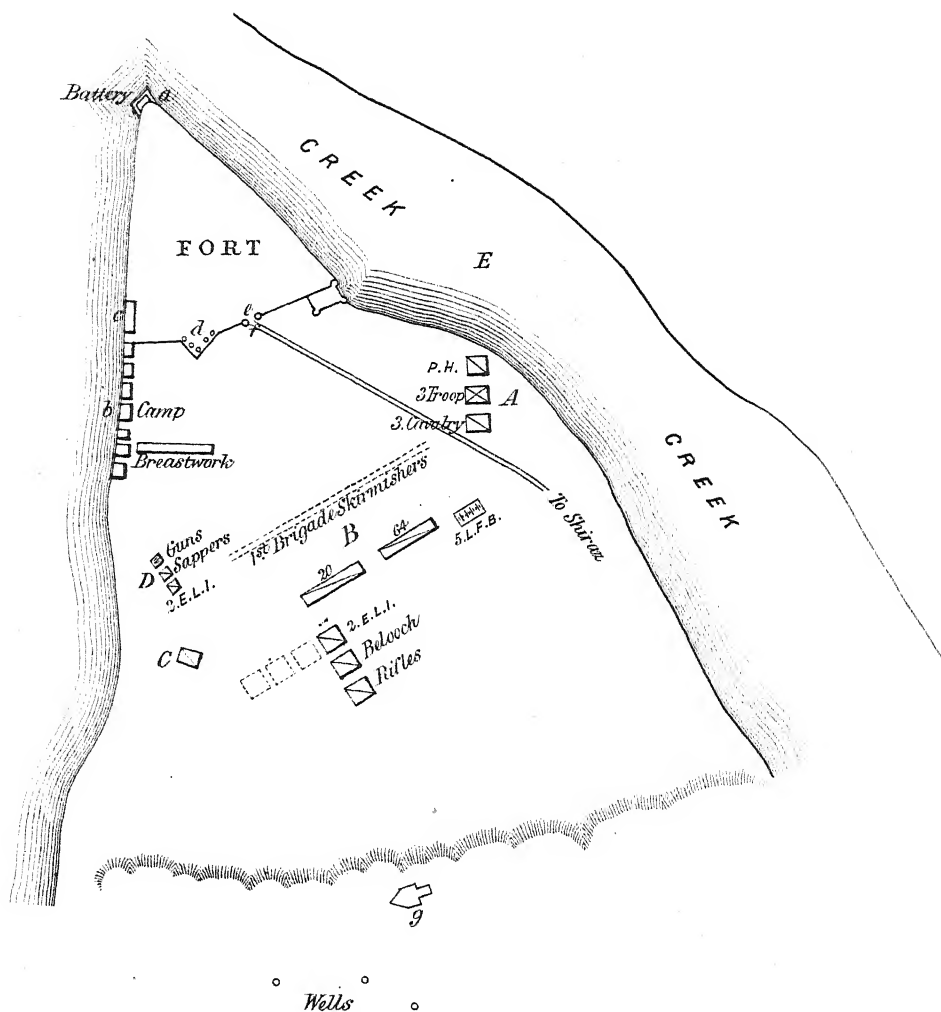 Battery a
CREEK
FORT
E
c
d
e
f
P.H.
3 Troop
A
3. Cavalry
b
Camp
Breastwork
CREEK
1st Brigade Skirmishers
To Shiraz
B
64
5.L.F.B.
Guns
D
Sappers
2.E.L.I.
20
2.E.L.I.
Belooch
Rifles
C
g
Wells